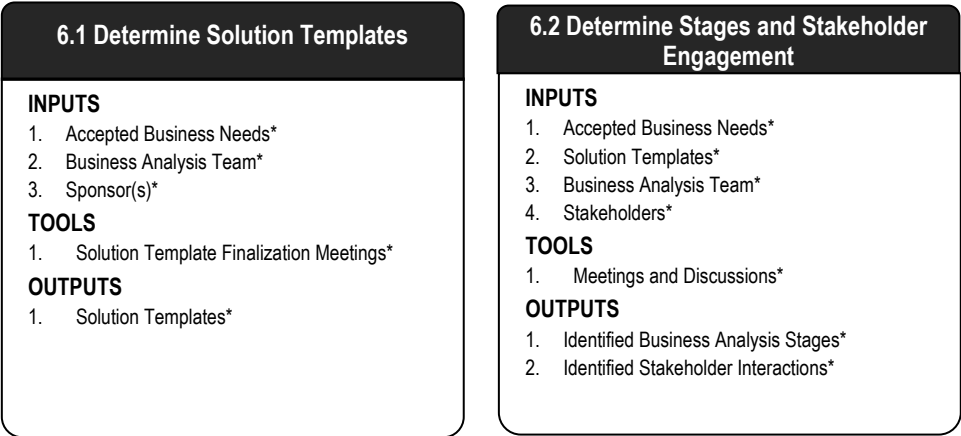 6.1 Determine Solution Templates
INPUTS
1. Accepted Business Needs*
2. Business Analysis Team*
3. Sponsor(s)*
TOOLS
1. Solution Template Finalization Meetings*
OUTPUTS
1. Solution Templates*
6.2 Determine Stages and Stakeholder
Engagement
INPUTS
1. Accepted Business Needs*
2. Solution Templates*
3. Business Analysis Team*
4. Stakeholders*
TOOLS
1. Meetings and Discussions*
OUTPUTS
1. Identified Business Analysis Stages*
2. Identified Stakeholder Interactions*